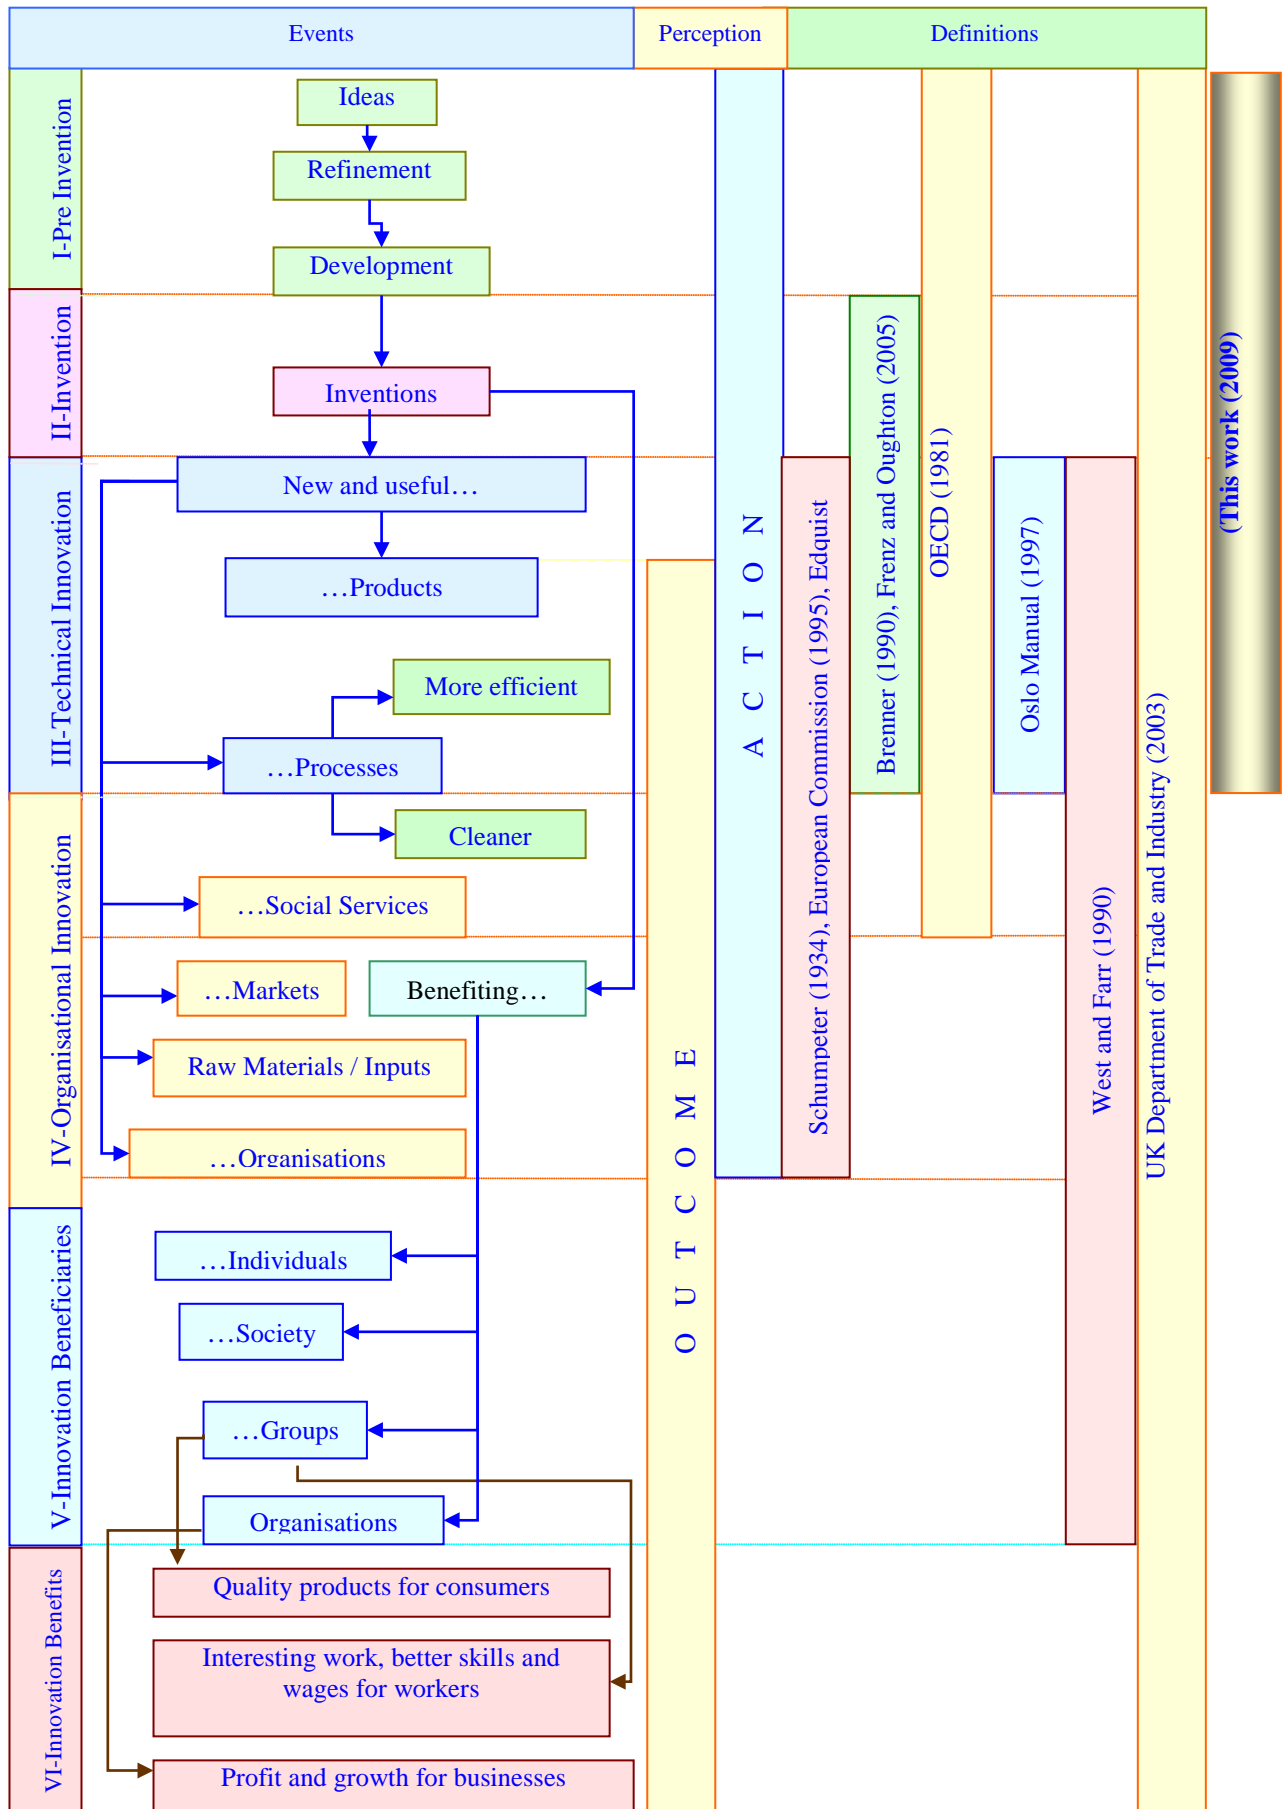 Events
Perception
Definitions
I-Pre Invention
Ideas
Refinement
Development
II-Invention
Inventions
III-Technical Innovation
New and useful…
…Products
More efficient
…Processes
Cleaner
IV-Organisational Innovation
…Social Services
…Markets
Benefiting…
Raw Materials / Inputs
…Organisations
V-Innovation Beneficiaries
…Individuals
…Society
…Groups
Organisations
VI-Innovation Benefits
Quality products for consumers
Interesting work, better skills and
wages for workers
Profit and growth for businesses
OUTCOME
ACTION
Schumpeter (1934), European Commission (1995), Edquist
Brenner (1990), Frenz and Oughton (2005)
OECD (1981)
Oslo Manual (1997)
West and Farr (1990)
UK Department of Trade and Industry (2003)
(This work (2009)